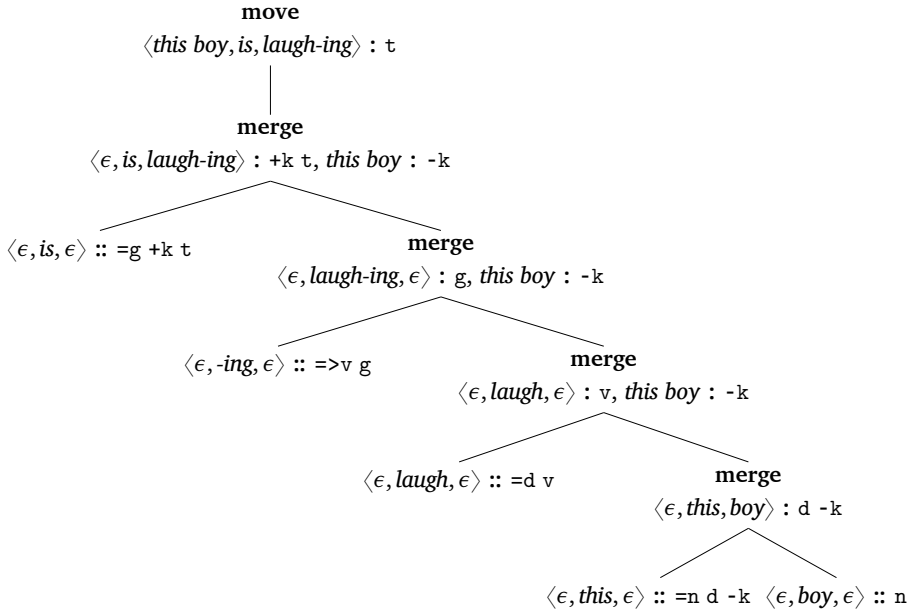 move
⟨this boy, is, laugh-ing⟩ : t
merge
⟨ϵ, is, laugh-ing⟩ : +k t, this boy : -k
⟨ϵ, is, ϵ⟩ :: =g +k t
merge
⟨ϵ, laugh-ing, ϵ⟩ : g, this boy : -k
⟨ϵ, -ing, ϵ⟩ :: =>v g
merge
⟨ϵ, laugh, ϵ⟩ : v, this boy : -k
⟨ϵ, laugh, ϵ⟩ :: =d v
merge
⟨ϵ, this, boy⟩ : d -k
⟨ϵ, this, ϵ⟩ :: =n d -k ⟨ϵ, boy, ϵ⟩ :: n